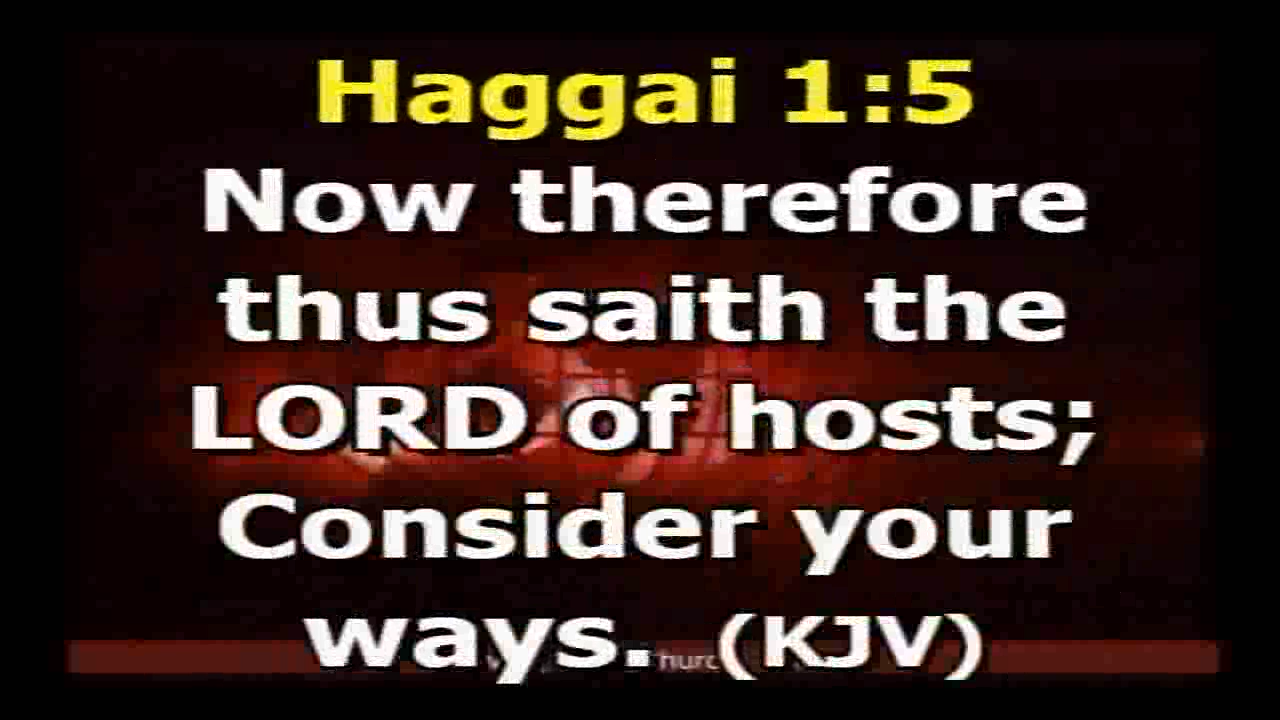 Haggai 1:5
Now therefore
thus saith the
LORD of hosts;
Consider your
ways. (KJV)